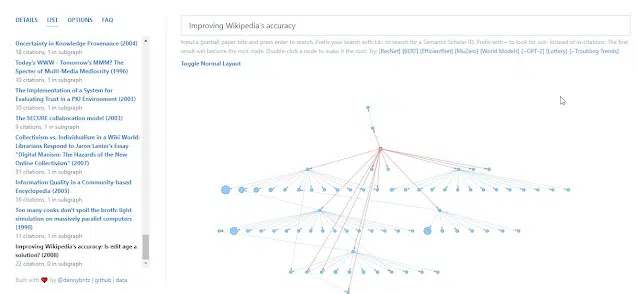 DETAILS LIST OPTIONS FAQ
Uncertainty in Knowledge Provenance (2004)
18 citations, 1 in subgraph
Today's WWW - Tomorrow's MMM? The
Specter of Multi-Media Mediocrity (1996)
10 citations, 1 in subgraph
The Implementation of a System for
Evaluating Trust in a PKI Environment (2003)
10 citations, 1 in subgraph
The SECURE collaboration model (2003)
9 citations, 1 in subgraph
Collectivism vs. Individualism in a Wiki World:
Librarians Respond to Jaron Lanier's Essay
"Digital Maoism: The Hazards of the New
Online Collectivism" (2007)
31 citations, 1 in subgraph
Information Quality in a Community-based
Encyclopedia (2005)
16 citations, 1 in subgraph
Too many cooks don't spoil the broth: light
simulation on massively parallel computers
(1990)
11 citations, 1 in subgraph
Improving Wikipedia's accuracy: Is edit age a
solution? (2008)
22 citations, 0 in subgraph
Built with ❤ by @dennybritz | github | data
Improving Wikipedia's accuracy
Input a (partial) paper title and press enter to search. Prefix your search with id: to search for a Semantic Scholar ID. Prefix with ~ to look for out- instead of in-citations. The first
result will become the root node. Double-click a node to make it the root. Try: [ResNet] [BERT] [EfficientNet] [MuZero] [World Models] [~GPT-2] [Lottery] [~Troubling Trends]
Toggle Normal Layout